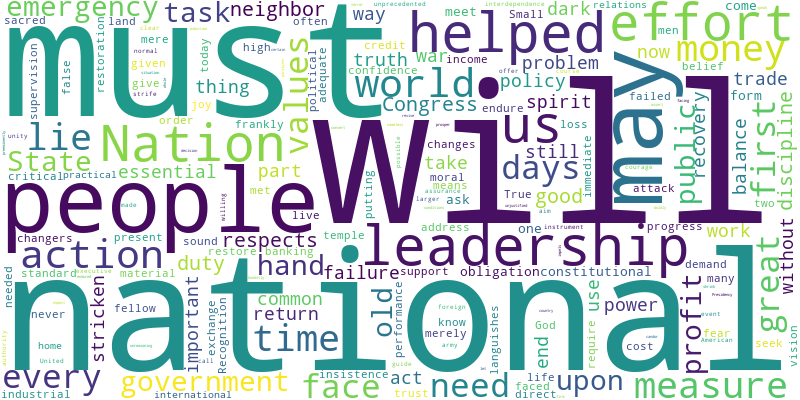 emergency
task
neighbor
often
way
meet
interdependence
unprecedented
Small
dark
relations
come
sacred
land
must
helped
effort
mere
normal
strife
restoration
high
credit
problem
men
now
money
supervision
false
given
give
today
values
truth
war
income
confidence
belief
thing
joy
order
frankly
political
adequate
world
policy
Congress
endure
spirit
failed
trade
form
lie
Nation
us
may
public
recovery
first
balance
discipline
unity
State
essential
part
met
possible
changes
take
still
days
loss
immediate
critical
practical
moral
means
assurance
larger
ask
True
good
attack
courage
two
people
will
made
willing
live
putting
address
one
aim
instrument
progress
work
changers
present
sound
respects
temple
leadership
great
without
action
restore
banking
duty
hand
failure
support
obligation
constitutional
demand
many
standard
executive
material
needed
stricken
national
never
fellow
important
exchange
Recognition
common
return
time
old
performance
foreign
know
merely
army
languishes
God
end
country
require
use
power
cost
profit
fear
event
American
Presidency
seek
vision
home
United
authority
every
government
call
face
insistence
trust
act
guide
need
life
faced
direct
upon
measure
industrial
international